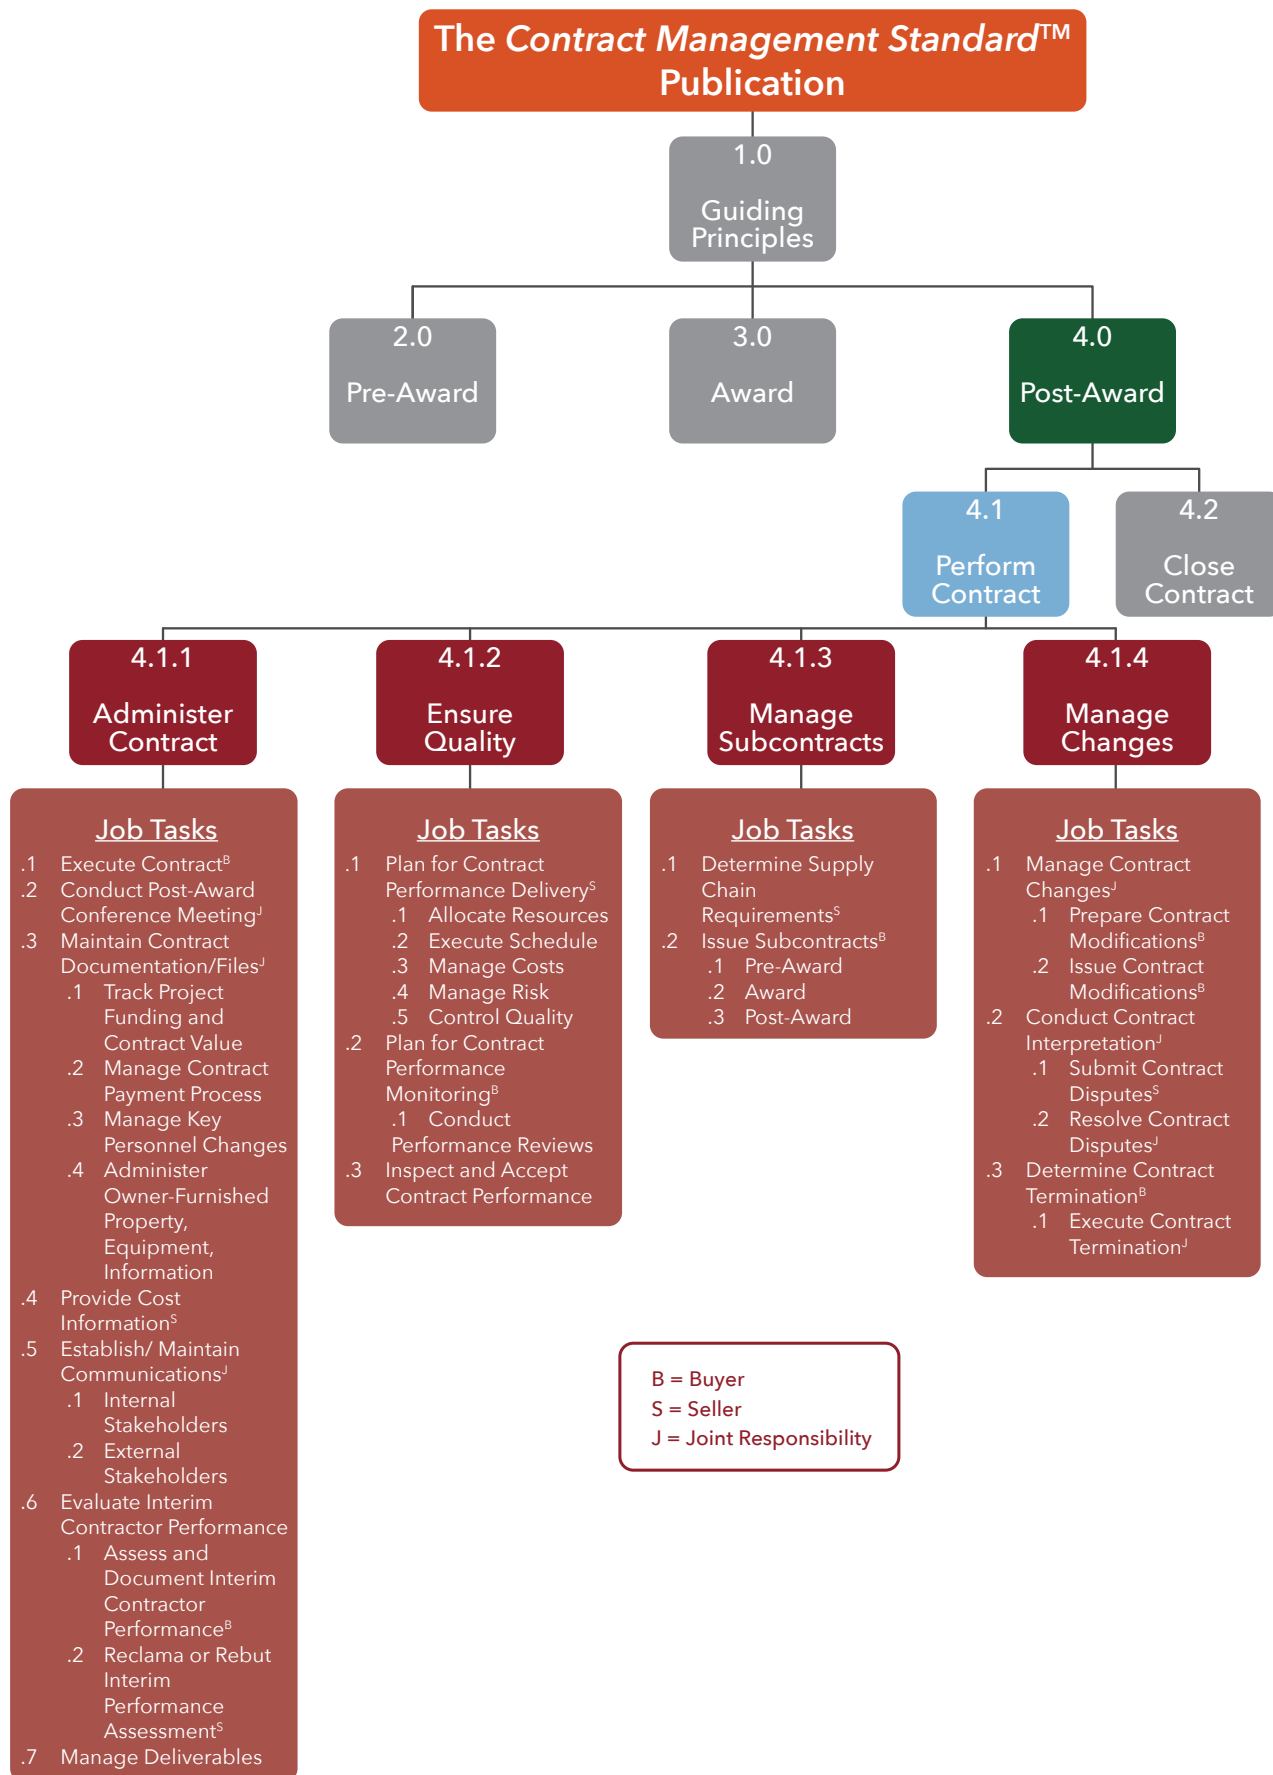 The Contract Management Standard™
Publication
1.0
Guiding
Principles
2.0
Pre-Award
3.0
Award
4.0
Post-Award
4.1
Perform
Contract
4.2
Close
Contract
4.1.1
Administer
Contract
4.1.2
Ensure
Quality
4.1.3
Manage
Subcontracts
4.1.4
Manage
Changes
Job Tasks
.1 Execute Contractᴮ
.2 Conduct Post-Award
Conference Meetingᴶ
.3 Maintain Contract
Documentation/Filesᴶ
.1 Track Project
Funding and
Contract Value
.2 Manage Contract
Payment Process
.3 Manage Key
Personnel Changes
.4 Administer
Owner-Furnished
Property,
Equipment,
Information
.4 Provide Cost
Informationˢ
.5 Establish/ Maintain
Communicationsᴶ
.1 Internal
Stakeholders
.2 External
Stakeholders
.6 Evaluate Interim
Contractor Performance
.1 Assess and
Document Interim
Contractor
Performanceᴮ
.2 Reclama or Rebut
Interim
Performance
Assessmentˢ
.7 Manage Deliverables
Job Tasks
.1 Plan for Contract
Performance Deliveryˢ
.1 Allocate Resources
.2 Execute Schedule
.3 Manage Costs
.4 Manage Risk
.5 Control Quality
.2 Plan for Contract
Performance
Monitoringᴮ
.1 Conduct
Performance Reviews
.3 Inspect and Accept
Contract Performance
Job Tasks
.1 Determine Supply
Chain
Requirementsˢ
.2 Issue Subcontractsᴮ
.1 Pre-Award
.2 Award
.3 Post-Award
Job Tasks
.1 Manage Contract
Changesᴶ
.1 Prepare Contract
Modificationsᴮ
.2 Issue Contract
Modificationsᴮ
.2 Conduct Contract
Interpretationᴶ
.1 Submit Contract
Disputesˢ
.2 Resolve Contract
Disputesᴶ
.3 Determine Contract
Terminationᴮ
.1 Execute Contract
Terminationᴶ
B = Buyer
S = Seller
J = Joint Responsibility